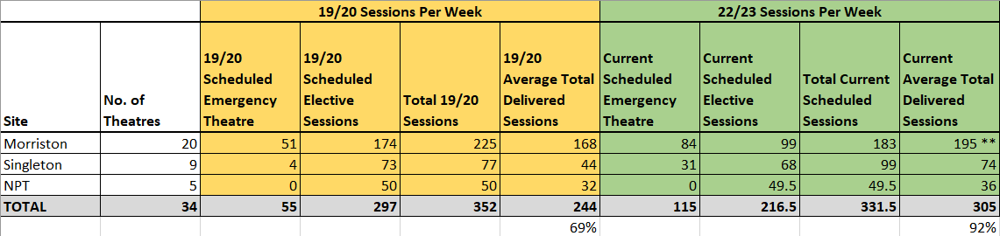 19/20 Sessions Per Week 22/23 Sessions Per Week
Site No. of Theatres 19/20 Scheduled Emergency Theatre 19/20 Scheduled Elective Sessions Total 19/20 Sessions 19/20 Average Total Delivered Sessions Current Scheduled Emergency Theatre Current Scheduled Elective Sessions Total Current Scheduled Sessions Current Average Total Delivered Sessions
Morriston 20 51 174 225 168 84 99 183 195 **
Singleton 9 4 73 77 44 31 68 99 74
NPT 5 0 50 50 32 0 49.5 49.5 36
TOTAL 34 55 297 352 244 115 216.5 331.5 305
69% 92%